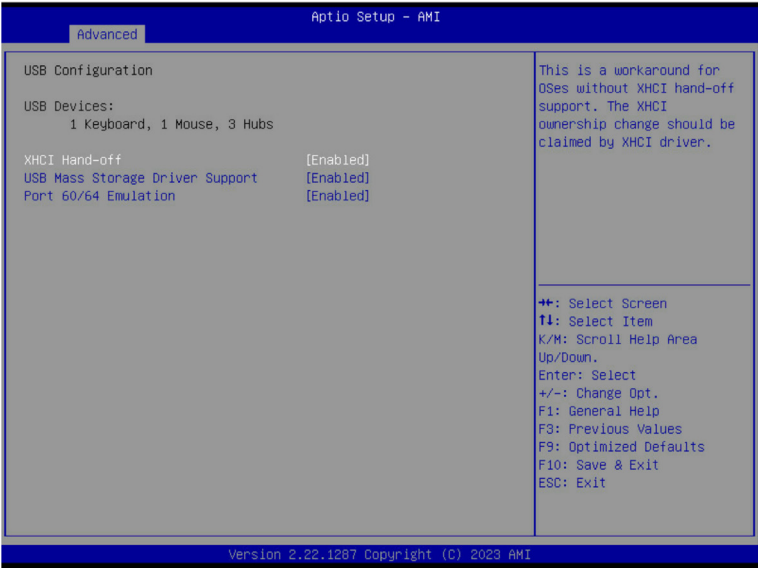 Aptio Setup – AMI
Advanced
USB Configuration
USB Devices:
1 Keyboard, 1 Mouse, 3 Hubs
XHCI Hand-off [Enabled]
USB Mass Storage Driver Support [Enabled]
Port 60/64 Emulation [Enabled]
This is a workaround for
OSes without XHCI hand-off
support. The XHCI
ownership change should be
claimed by XHCI driver.
→←: Select Screen
↑↓: Select Item
K/M: Scroll Help Area
Up/Down.
Enter: Select
+/-: Change Opt.
F1: General Help
F3: Previous Values
F9: Optimized Defaults
F10: Save & Exit
ESC: Exit
Version 2.22.1287 Copyright (C) 2023 AMI